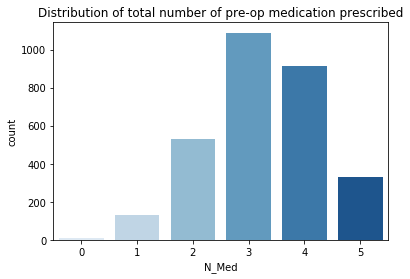 Distribution of total number of pre-op medication prescribed
count
1000
800
600
400
200
0
0 1 2 3 4 5
N_Med